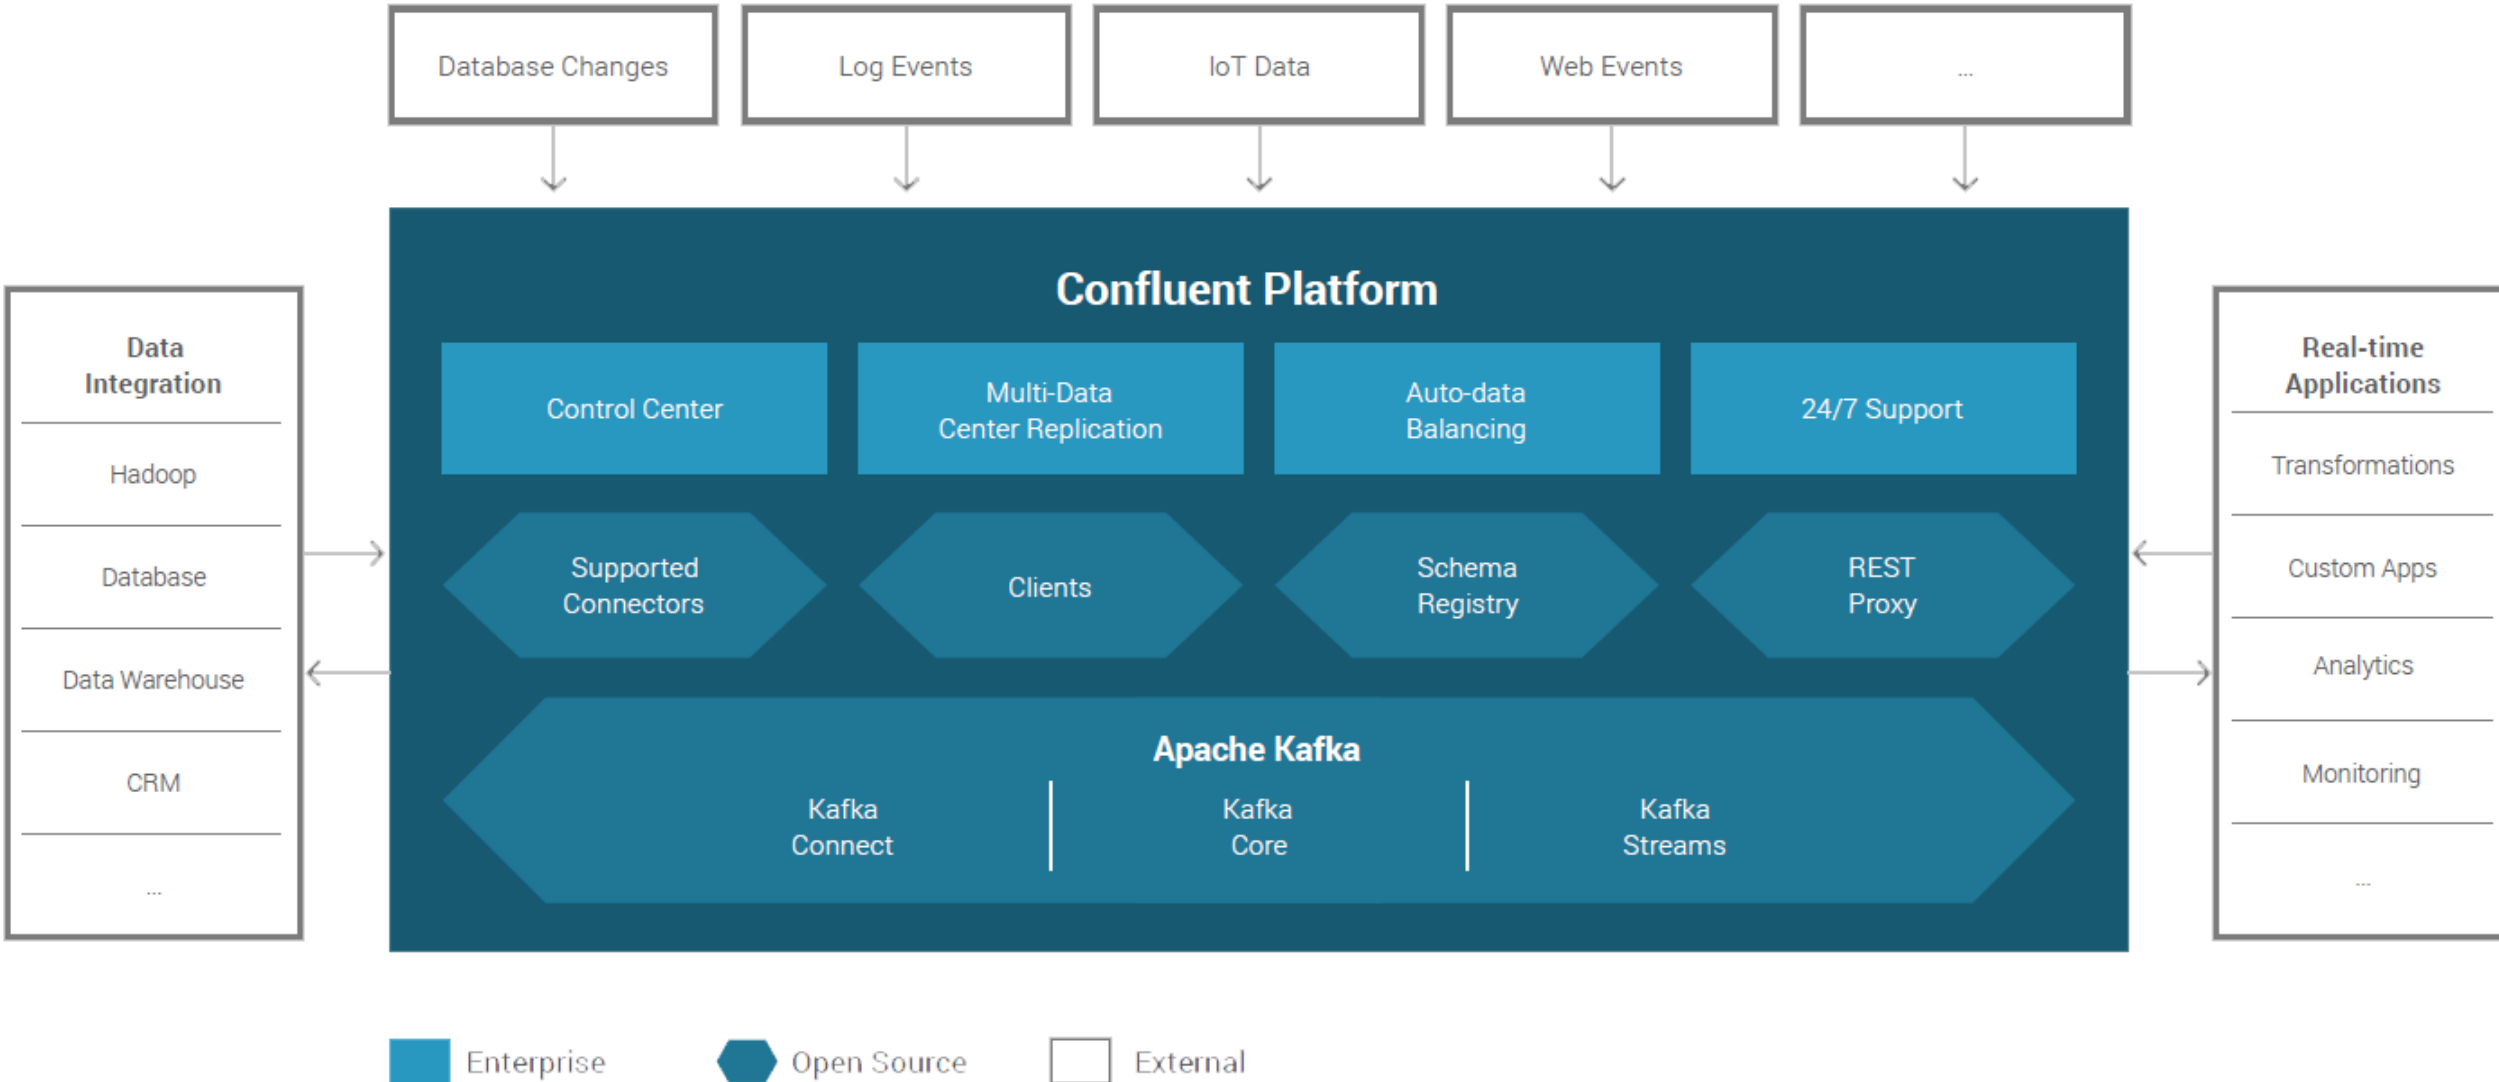 Database Changes
Log Events
IoT Data
Web Events
...
Confluent Platform
Data
Integration
Hadoop
Database
Data Warehouse
CRM
...
Control Center
Multi-Data
Center Replication
Auto-data
Balancing
24/7 Support
Supported
Connectors
Clients
Schema
Registry
REST
Proxy
Apache Kafka
Kafka
Connect
Kafka
Core
Kafka
Streams
Real-time
Applications
Transformations
Custom Apps
Analytics
Monitoring
...
Enterprise
Open Source
External